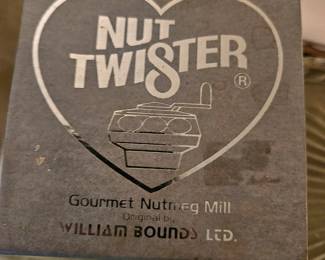 NUT
TWISTER
®
Gourmet Nutmeg Mill
Original by
WILLIAM BOUNDS LTD.